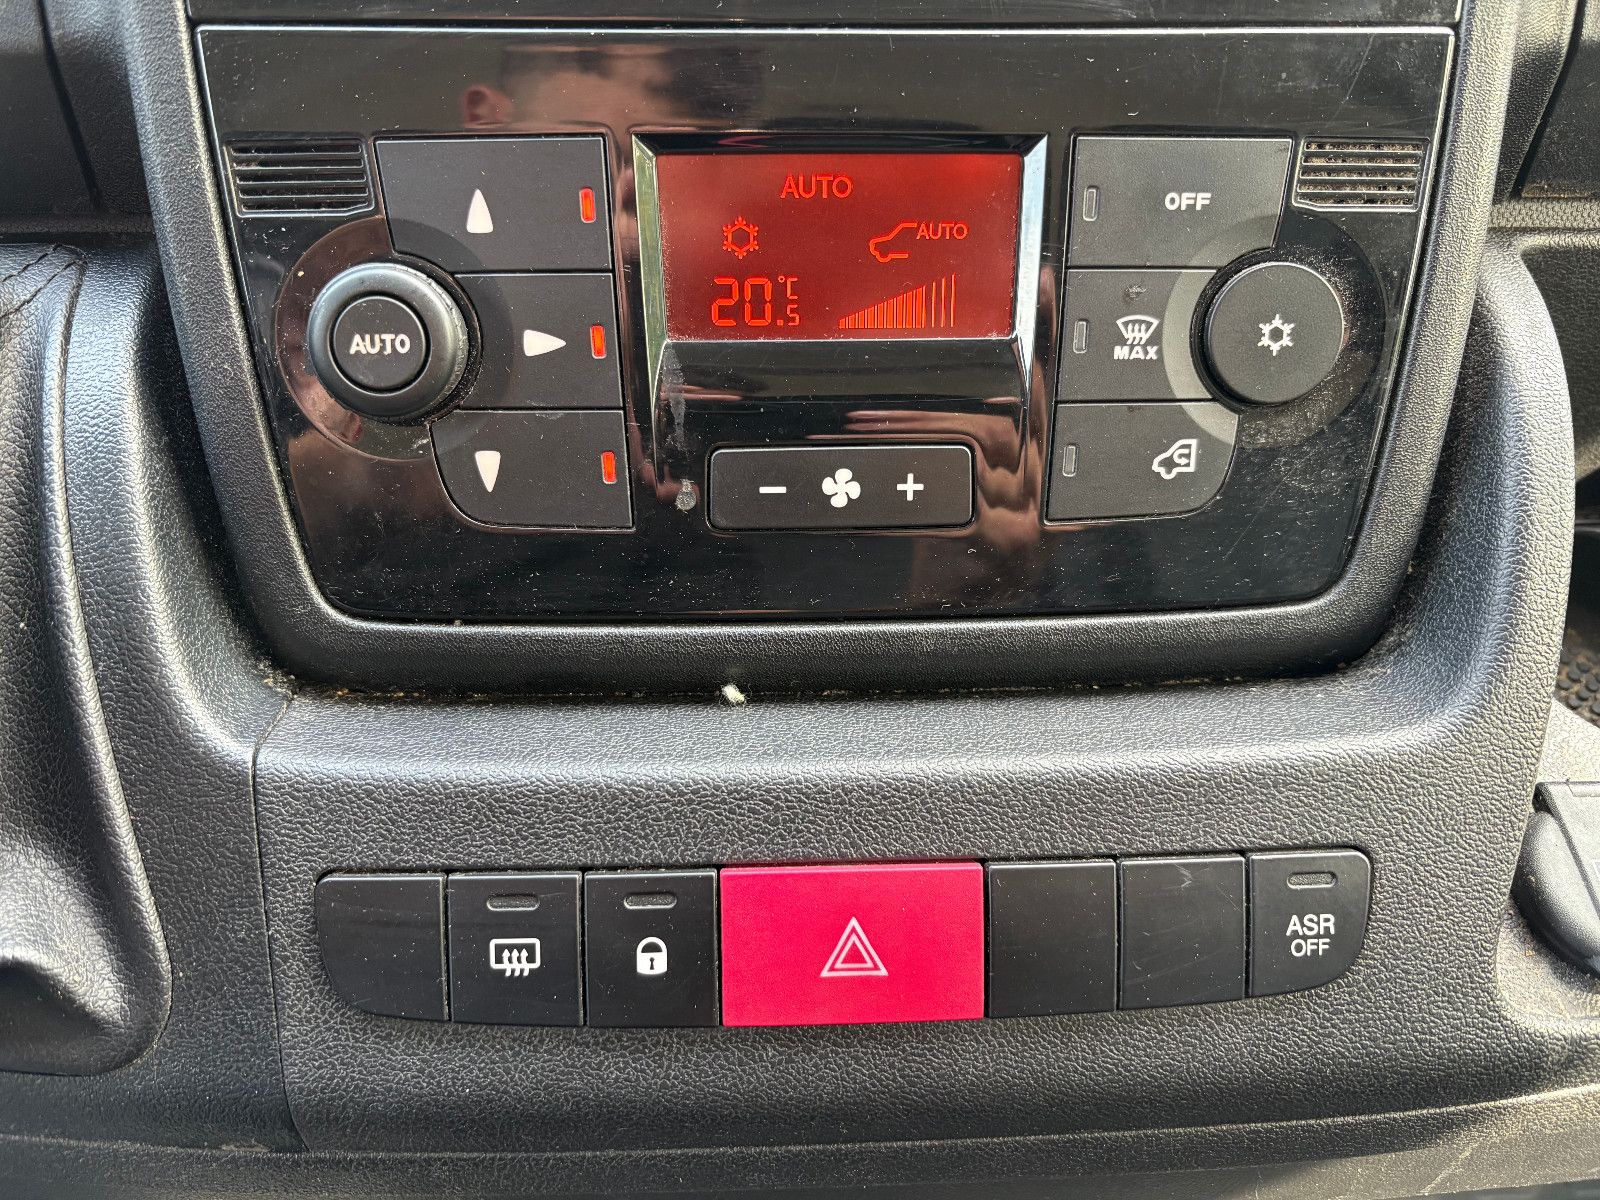 AUTO
AUTO
20.5 °C
AUTO
OFF
MAX
- +
ASR
OFF